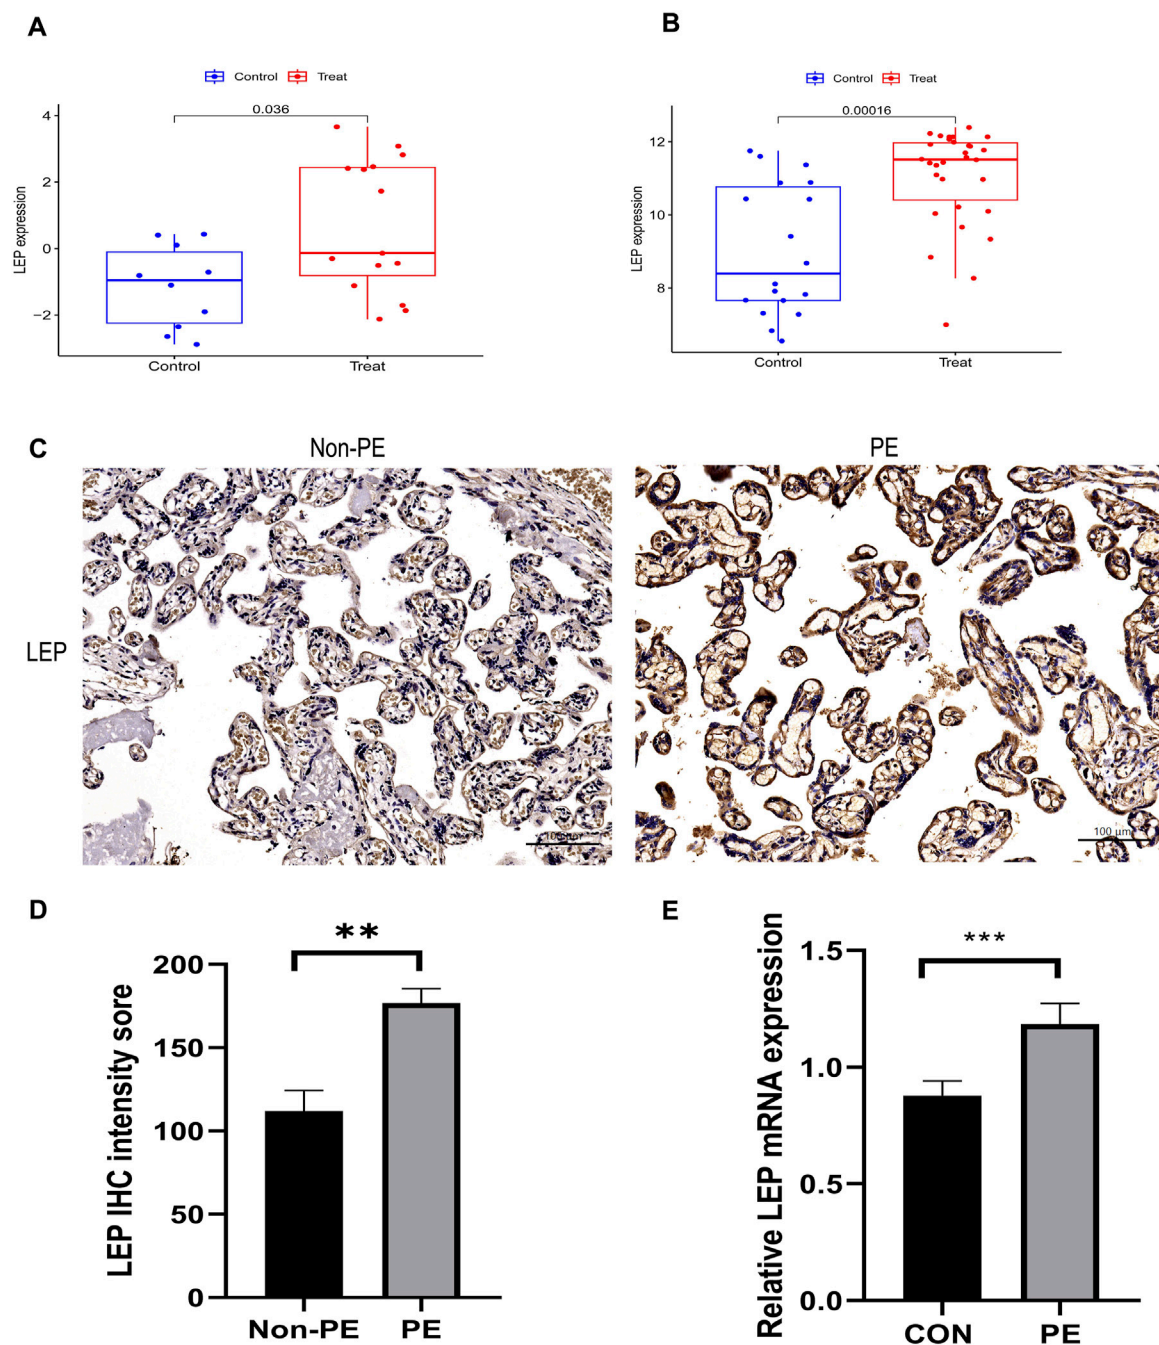 A
Control Treat
0.036
LEP expression
4
2
0
−2
Control Treat
B
Control Treat
0.00016
LEP expression
12
10
8
Control Treat
C
Non-PE PE
LEP
100 μm
100 μm
D
**
LEP IHC intensity sore
200
150
100
50
0
Non-PE PE
E
***
Relative LEP mRNA expression
1.5
1.0
0.5
0.0
CON PE